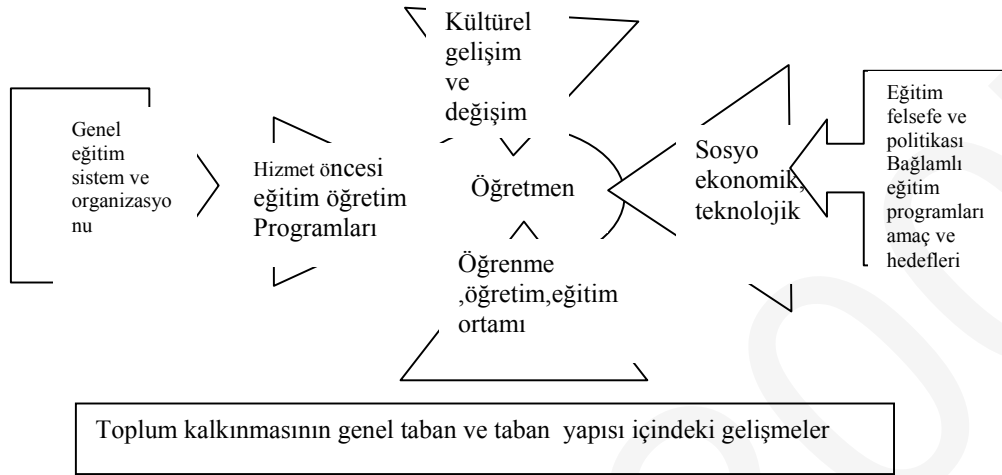 Kültürel
gelişim
ve
değişim
Genel
eğitim
sistem ve
organizasyo
nu
Hizmet öncesi
eğitim öğretim
Programları
Öğretmen
Sosyo
ekonomik,
teknolojik
Eğitim
felsefe ve
politikası
Bağlamlı
eğitim
programları
amaç ve
hedefleri
Öğrenme
,öğretim,eğitim
ortamı
Toplum kalkınmasının genel taban ve taban yapısı içindeki gelişmeler